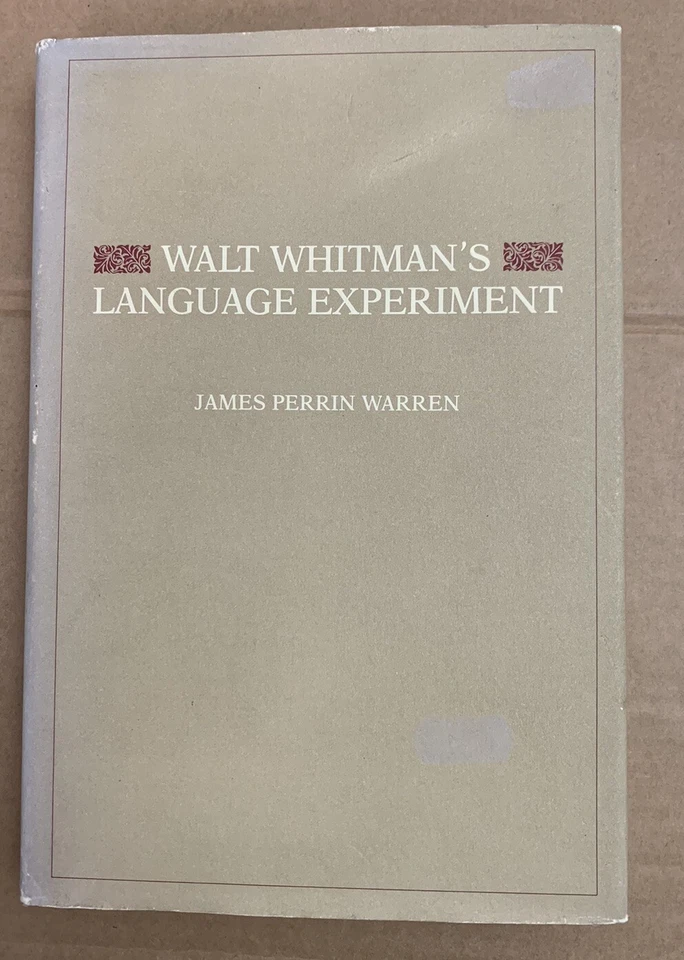 WALT WHITMAN'S
LANGUAGE EXPERIMENT
JAMES PERRIN WARREN